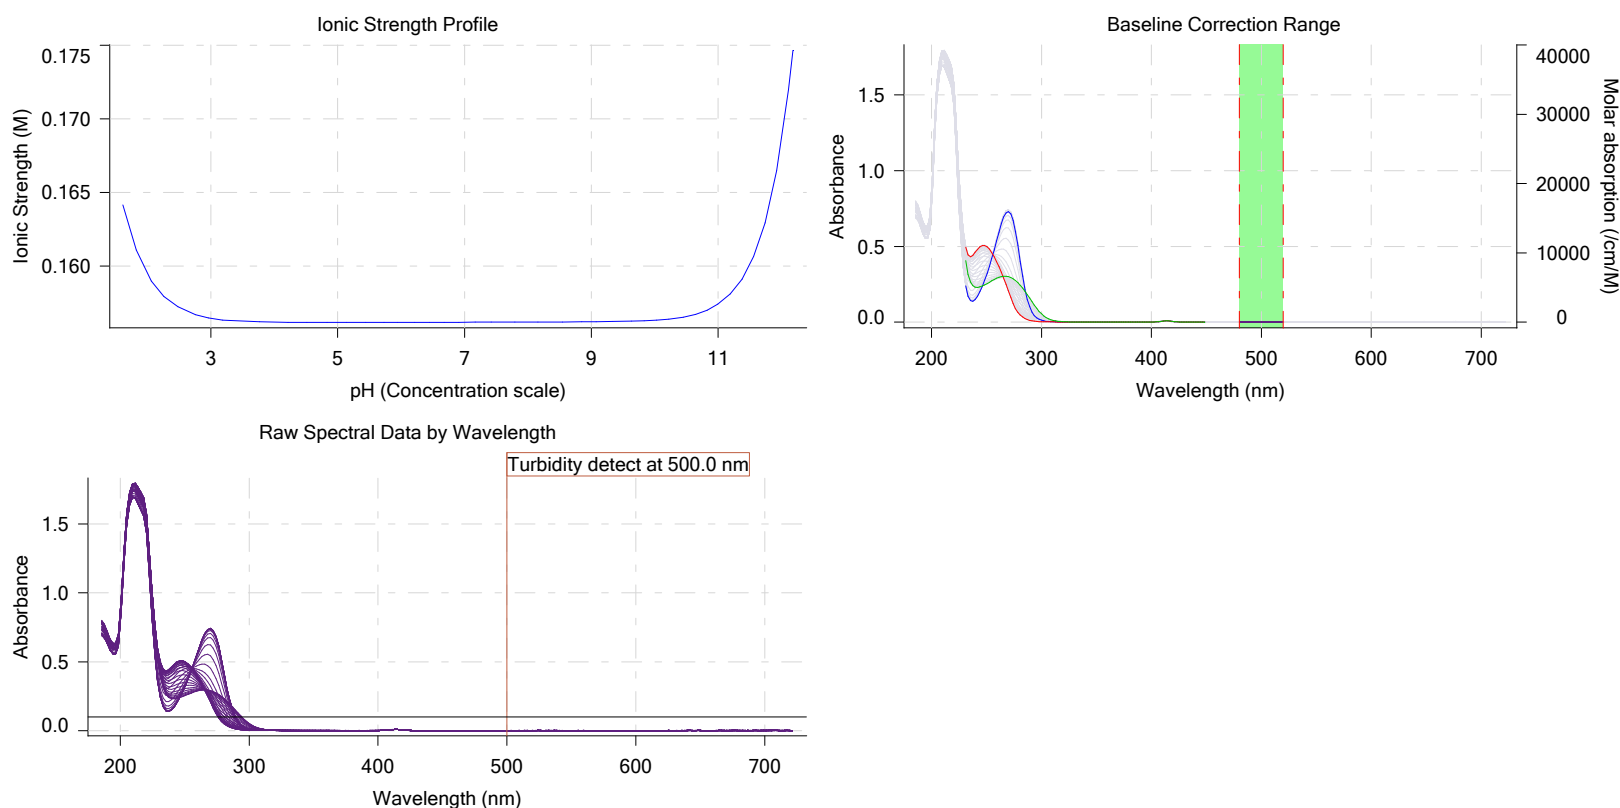 Ionic Strength Profile
0.175
0.170
0.165
0.160
Ionic Strength (M)
3 5 7 9 11
pH (Concentration scale)
Baseline Correction Range
1.5
1.0
0.5
0.0
Absorbance
40000
30000
20000
10000
0
Molar absorption (/cm/M)
200 300 400 500 600 700
Wavelength (nm)
Raw Spectral Data by Wavelength
Turbidity detect at 500.0 nm
1.5
1.0
0.5
0.0
Absorbance
200 300 400 500 600 700
Wavelength (nm)